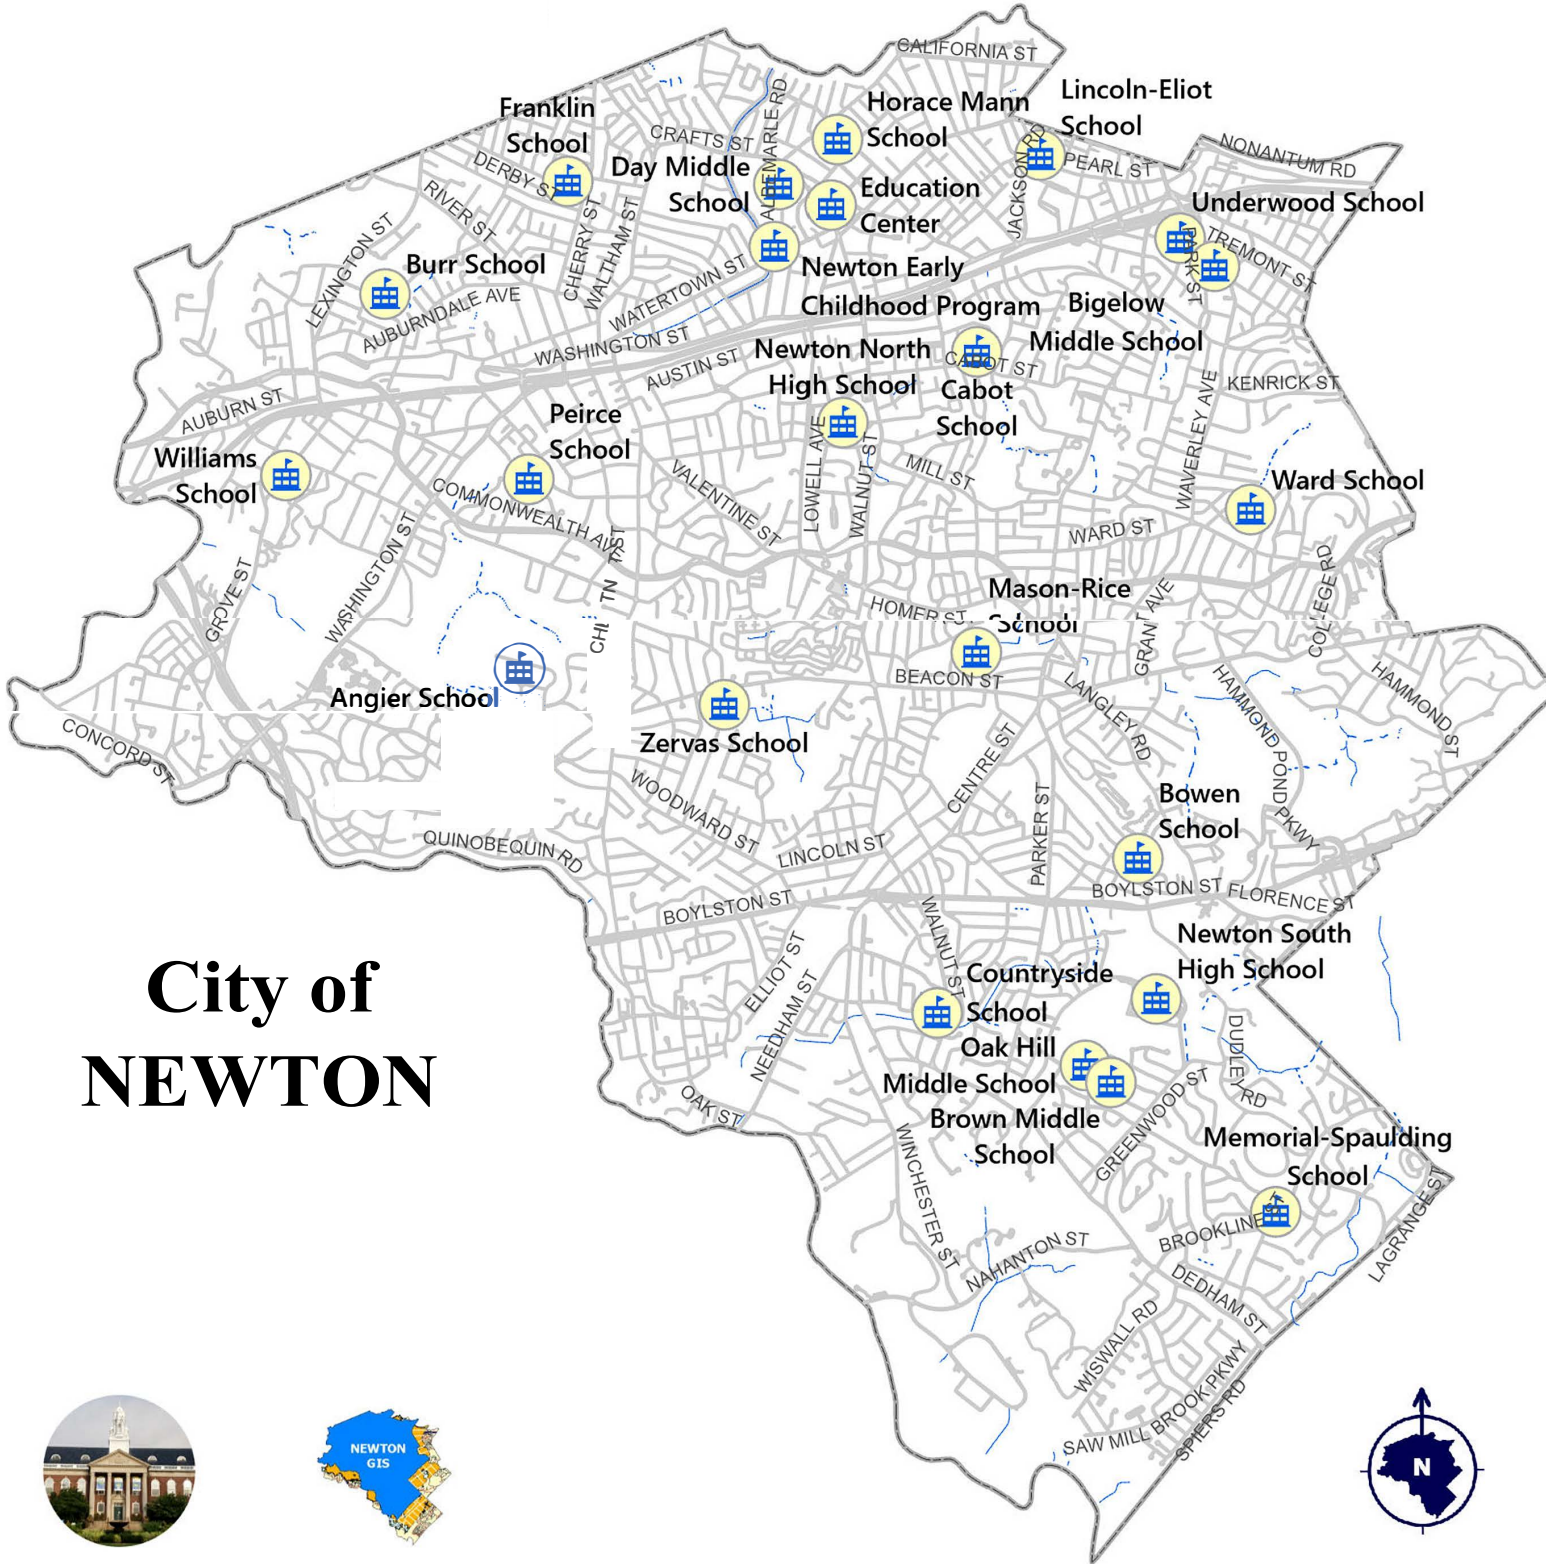 CALIFORNIA ST
Lincoln-Eliot
School
Horace Mann
School
Franklin
School
CRAFTS ST
ALBEMARLE RD
JACKSON RD
PEARL ST
NONANTUM RD
DERBY ST
Day Middle
School
Education
Center
Underwood School
RIVER ST
CHERRY ST
WALTHAM ST
LEXINGTON ST
Burr School
WATERTOWN ST
Newton Early
Childhood Program
PARK ST
TREMONT ST
AUBURNDALE AVE
Bigelow
Middle School
WASHINGTON ST
AUSTIN ST
Newton North
High School
CABOT ST
Cabot
School
KENRICK ST
AUBURN ST
Peirce
School
LOWELL AVE
WALNUT ST
WAVERLEY AVE
Williams
School
COMMONWEALTH AVE
VALENTINE ST
MILL ST
Ward School
WASHINGTON ST
WARD ST
GROVE ST
HOMER ST
Mason-Rice
School
GRANT AVE
COLLEGE RD
Angier School
BEACON ST
LANGLEY RD
HAMMOND POND PKWY
HAMMOND ST
CONCORD ST
Zervas School
WOODWARD ST
CENTRE ST
PARKER ST
Bowen
School
QUINOBEQUIN RD
LINCOLN ST
BOYLSTON ST
BOYLSTON ST
FLORENCE ST
WALNUT ST
Newton South
High School
ELLIOT ST
NEEDHAM ST
Countryside
School
City of
NEWTON
Oak Hill
Middle School
DUDLEY RD
OAK ST
Brown Middle
School
GREENWOOD ST
Memorial-Spaulding
School
WINCHESTER ST
BROOKLINE ST
LAGRANGE ST
NAHANTON ST
DEDHAM ST
WISWALL RD
SAW MILL BROOK PKWY
SPIERS RD
NEWTON
GIS
N